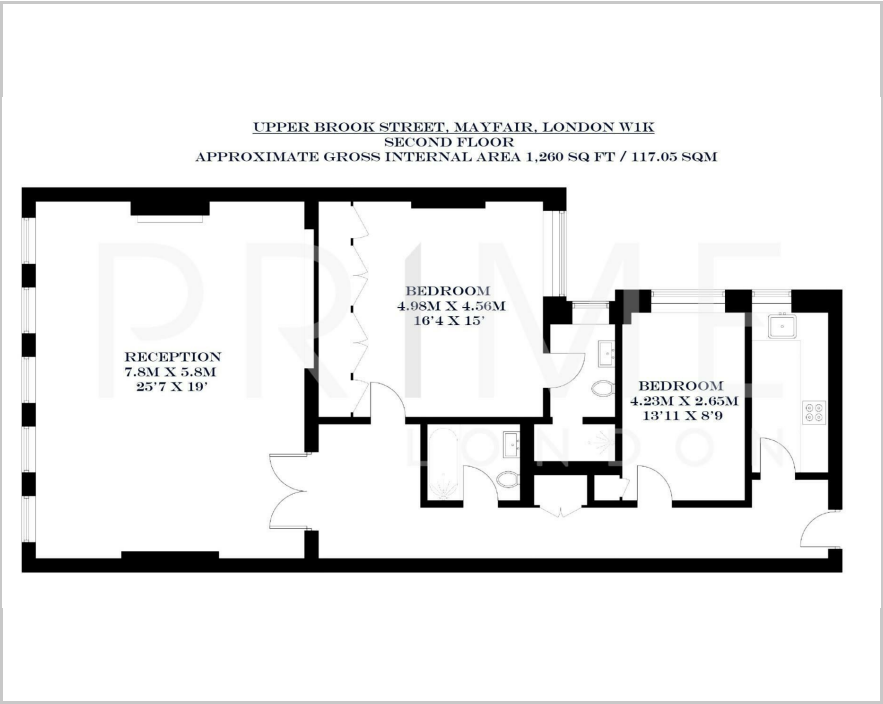 UPPER BROOK STREET, MAYFAIR, LONDON W1K
SECOND FLOOR
APPROXIMATE GROSS INTERNAL AREA 1,260 SQ FT / 117.05 SQM
PRIME
LONDON
BEDROOM
4.98M X 4.56M
16'4 X 15'
RECEPTION
7.8M X 5.8M
25'7 X 19'
BEDROOM
4.23M X 2.65M
13'11 X 8'9